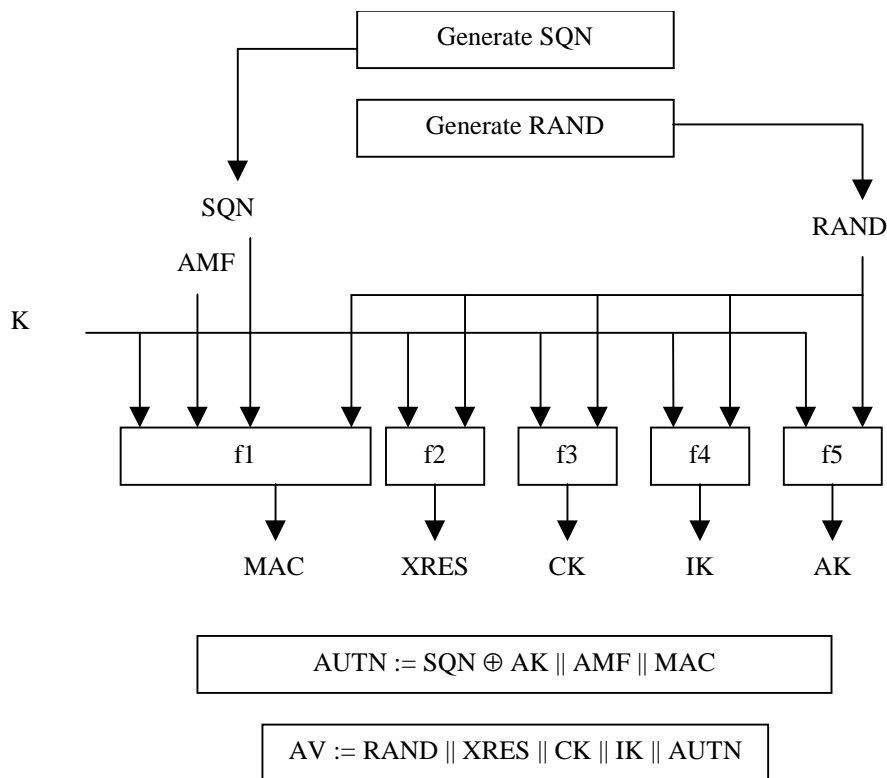 Generate SQN
Generate RAND
SQN
RAND
AMF
K
f1 f2 f3 f4 f5
MAC XRES CK IK AK
AUTN := SQN ⊕ AK || AMF || MAC
AV := RAND || XRES || CK || IK || AUTN